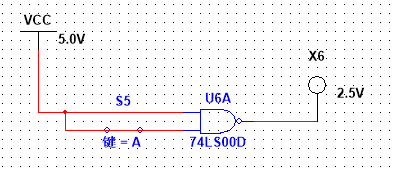 VCC
5.0V
X6
2.5V
S5
U6A
键 = A
74LS00D